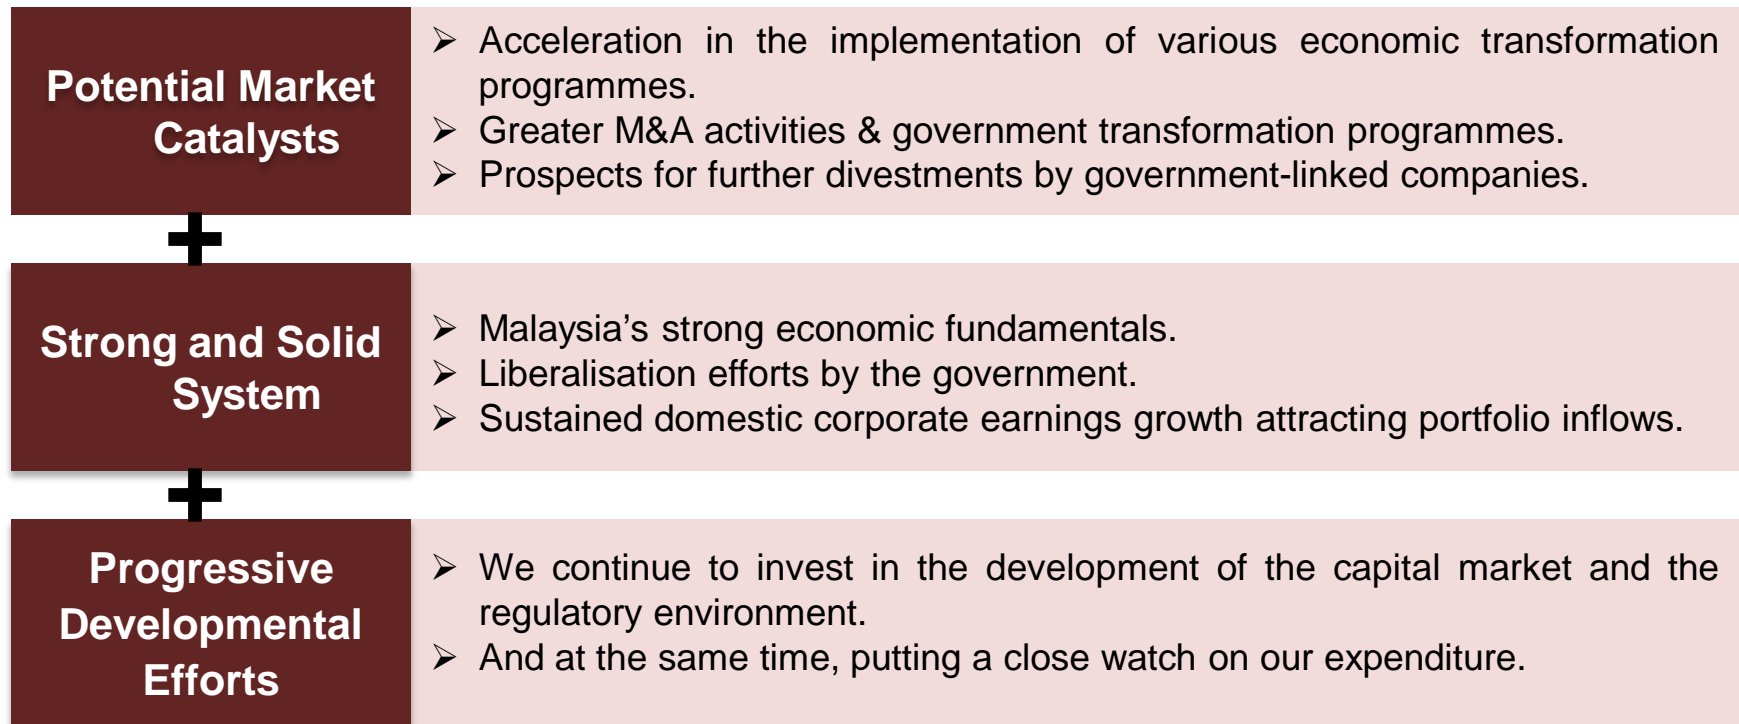 Potential Market
Catalysts
➢ Acceleration in the implementation of various economic transformation
programmes.
➢ Greater M&A activities & government transformation programmes.
➢ Prospects for further divestments by government-linked companies.
+
Strong and Solid
System
➢ Malaysia’s strong economic fundamentals.
➢ Liberalisation efforts by the government.
➢ Sustained domestic corporate earnings growth attracting portfolio inflows.
+
Progressive
Developmental
Efforts
➢ We continue to invest in the development of the capital market and the
regulatory environment.
➢ And at the same time, putting a close watch on our expenditure.